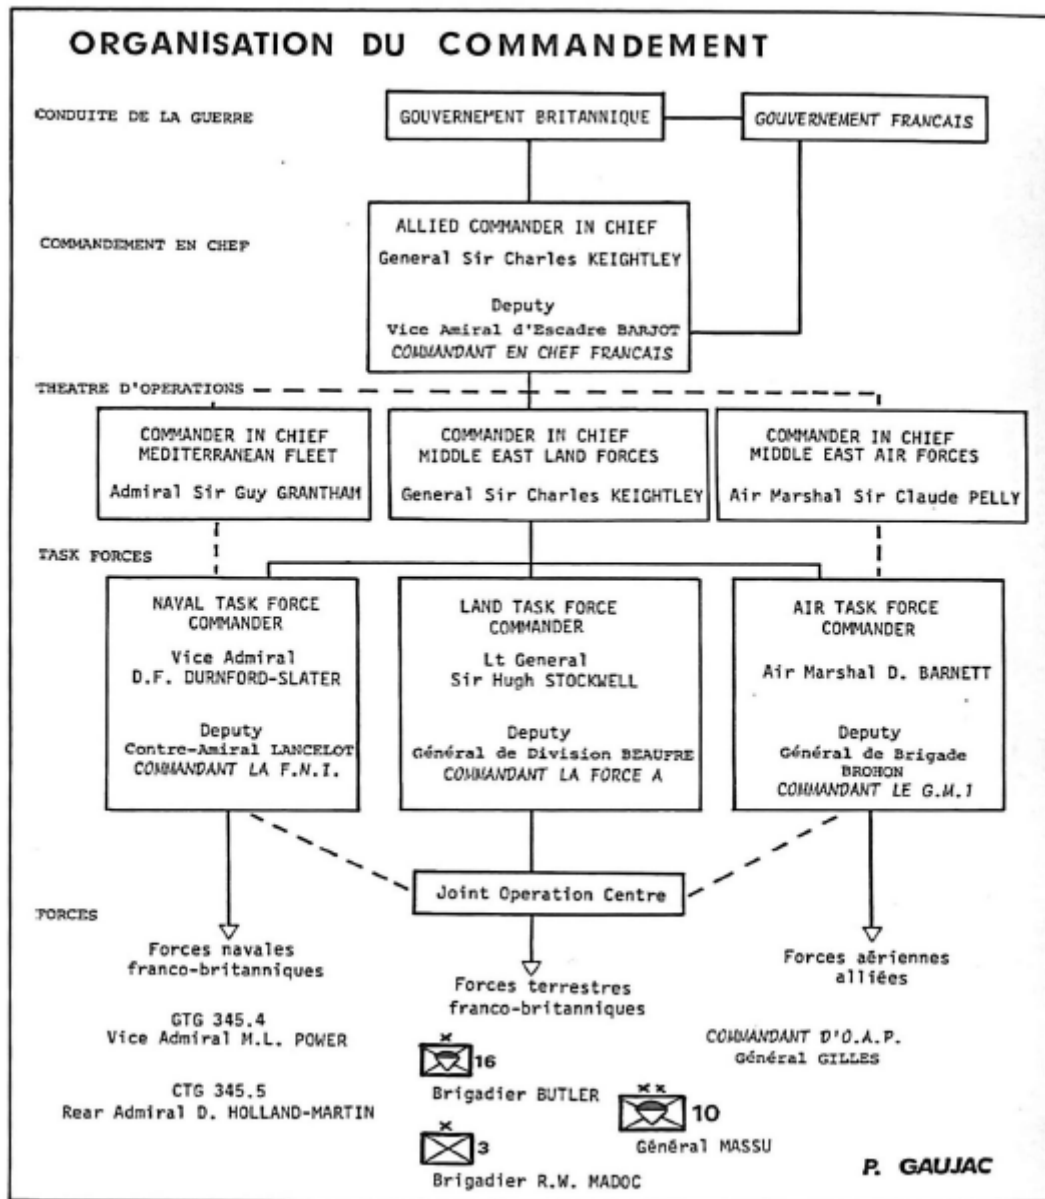 ORGANISATION DU COMMANDEMENT
CONDUITE DE LA GUERRE
GOUVERNEMENT BRITANNIQUE
GOUVERNEMENT FRANCAIS
COMMANDEMENT EN CHEF
ALLIED COMMANDER IN CHIEF
General Sir Charles KEIGHTLEY
Deputy
Vice Amiral d'Escadre BARJOT
COMMANDANT EN CHEF FRANCAIS
THEATRE D'OPERATIONS
COMMANDER IN CHIEF
MEDITERRANEAN FLEET
Admiral Sir Guy GRANTHAM
COMMANDER IN CHIEF
MIDDLE EAST LAND FORCES
General Sir Charles KEIGHTLEY
COMMANDER IN CHIEF
MIDDLE EAST AIR FORCES
Air Marshal Sir Claude PELLY
TASK FORCES
NAVAL TASK FORCE
COMMANDER
Vice Admiral
D.F. DURNFORD-SLATER
Deputy
Contre-Amiral LANCELOT
COMMANDANT LA F.N.I.
LAND TASK FORCE
COMMANDER
Lt General
Sir Hugh STOCKWELL
Deputy
Général de Division BEAUFRE
COMMANDANT LA FORCE A
AIR TASK FORCE
COMMANDER
Air Marshal D. BARNETT
Deputy
Général de Brigade
BROHON
COMMANDANT LE G.M.1
Joint Operation Centre
FORCES
Forces navales
franco-britanniques
GTG 345.4
Vice Admiral M.L. POWER
CTG 345.5
Rear Admiral D. HOLLAND-MARTIN
Forces terrestres
franco-britanniques
16
Brigadier BUTLER
3
Brigadier R.W. MADOC
10
Général MASSU
Forces aériennes
alliées
COMMANDANT D'O.A.P.
Général GILLES
P. GAUJAC